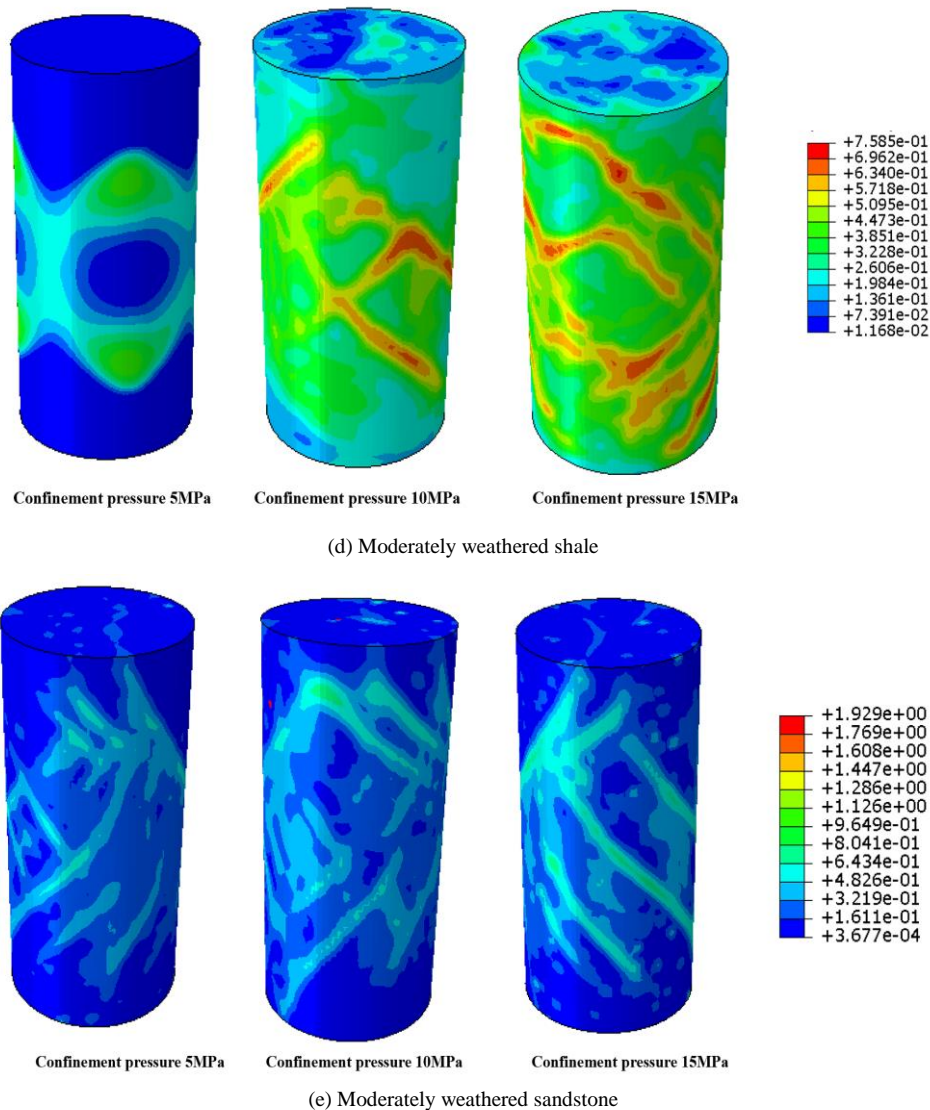 +7.585e-01
+6.962e-01
+6.340e-01
+5.718e-01
+5.095e-01
+4.473e-01
+3.851e-01
+3.228e-01
+2.606e-01
+1.984e-01
+1.361e-01
+7.391e-02
+1.168e-02
Confinement pressure 5MPa Confinement pressure 10MPa Confinement pressure 15MPa
(d) Moderately weathered shale
+1.929e+00
+1.769e+00
+1.608e+00
+1.447e+00
+1.286e+00
+1.126e+00
+9.649e-01
+8.041e-01
+6.434e-01
+4.826e-01
+3.219e-01
+1.611e-01
+3.677e-04
Confinement pressure 5MPa Confinement pressure 10MPa Confinement pressure 15MPa
(e) Moderately weathered sandstone